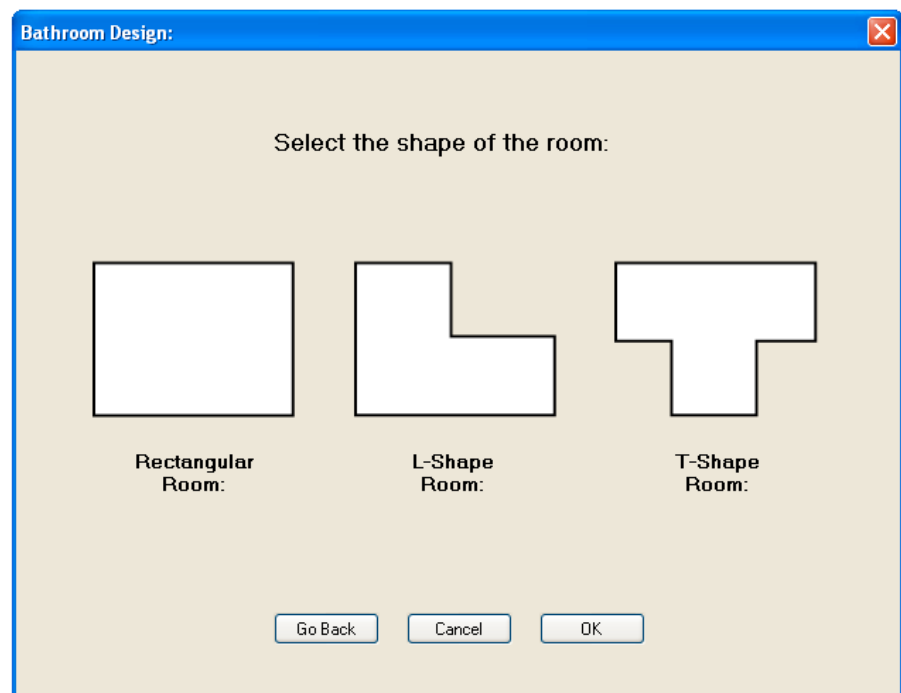 Bathroom Design:
Select the shape of the room:
Rectangular
Room:
L-Shape
Room:
T-Shape
Room:
Go Back
Cancel
OK